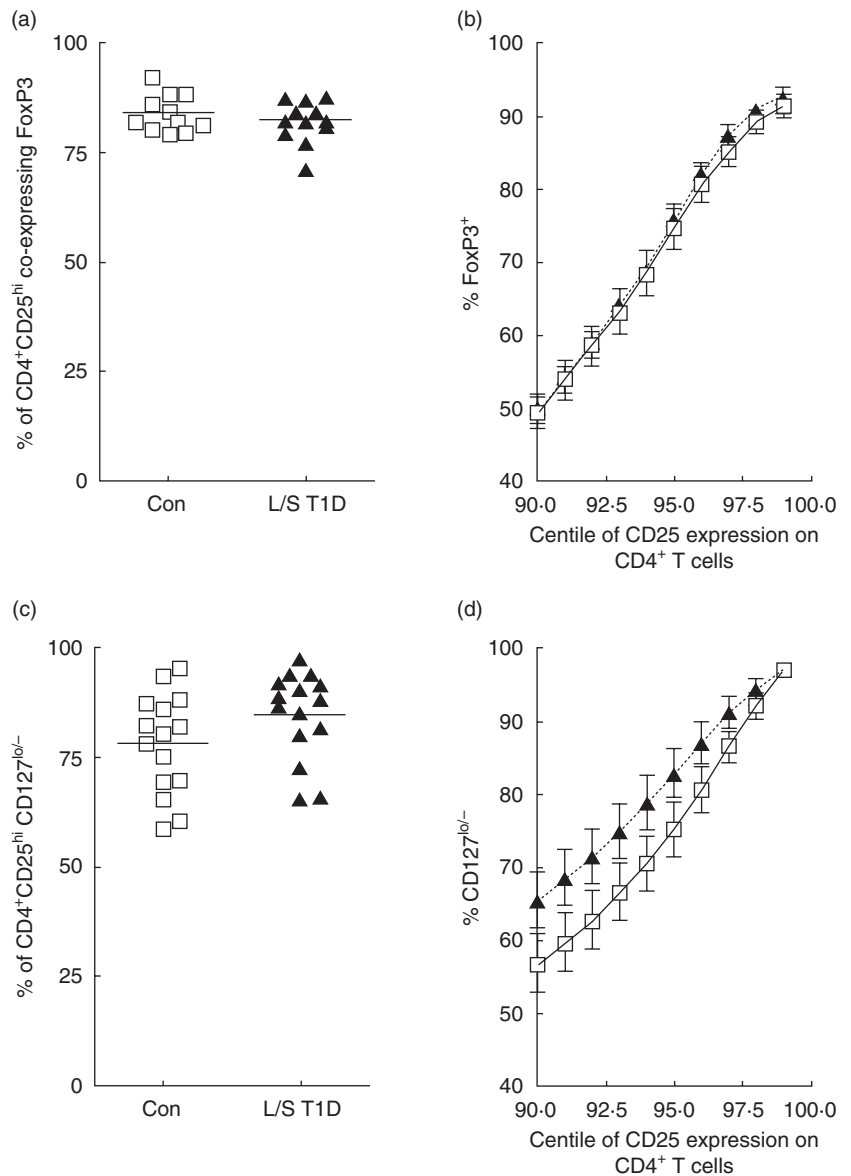 (a)
100
75
50
25
0
% of CD4⁺CD25ʰⁱ co-expressing FoxP3
Con
L/S T1D
(b)
100
90
80
70
60
50
40
% FoxP3⁺
90·0
92·5
95·0
97·5
100·0
Centile of CD25 expression on
CD4⁺ T cells
(c)
100
75
50
25
0
% of CD4⁺CD25ʰⁱ CD127ˡᵒ/⁻
Con
L/S T1D
(d)
100
90
80
70
60
50
40
% CD127ˡᵒ/⁻
90·0
92·5
95·0
97·5
100·0
Centile of CD25 expression on
CD4⁺ T cells